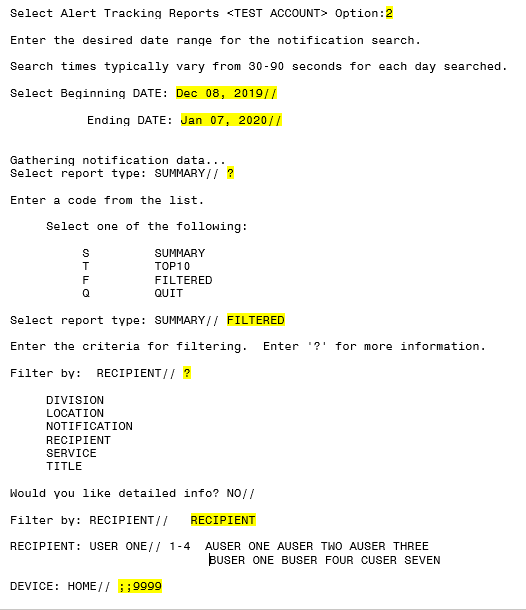 Select Alert Tracking Reports <TEST ACCOUNT> Option:2
Enter the desired date range for the notification search.
Search times typically vary from 30-90 seconds for each day searched.
Select Beginning DATE: Dec 08, 2019//
Ending DATE: Jan 07, 2020//
Gathering notification data...
Select report type: SUMMARY// ?
Enter a code from the list.
Select one of the following:
S SUMMARY
T TOP10
F FILTERED
Q QUIT
Select report type: SUMMARY// FILTERED
Enter the criteria for filtering. Enter '?' for more information.
Filter by: RECIPIENT// ?
DIVISION
LOCATION
NOTIFICATION
RECIPIENT
SERVICE
TITLE
Would you like detailed info? NO//
Filter by: RECIPIENT// RECIPIENT
RECIPIENT: USER ONE// 1-4 AUSER ONE AUSER TWO AUSER THREE
BUSER ONE BUSER FOUR CUSER SEVEN
DEVICE: HOME// ;;9999